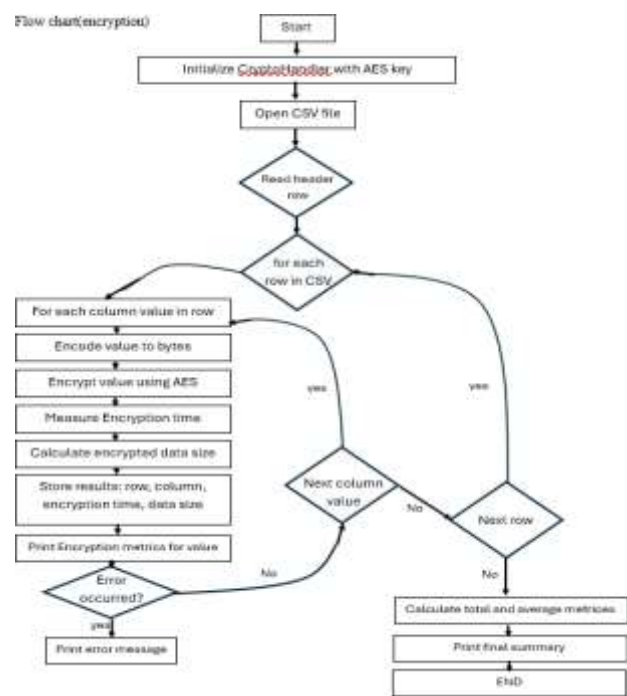 Flow chart(encryption)
Start
Initialize CryptoHandler with AES key
Open CSV file
Read header
row
for each
row in CSV
For each column value in row
Encode value to bytes
Encrypt value using AES
Measure Encryption time
Calculate encrypted data size
Store results: row, column,
encryption time, data size
Print Encryption metrics for value
Error
occurred?
yes
Print error message
No
yes
Next column
value
No
yes
Next row
No
Calculate total and average metrices
Print final summary
END